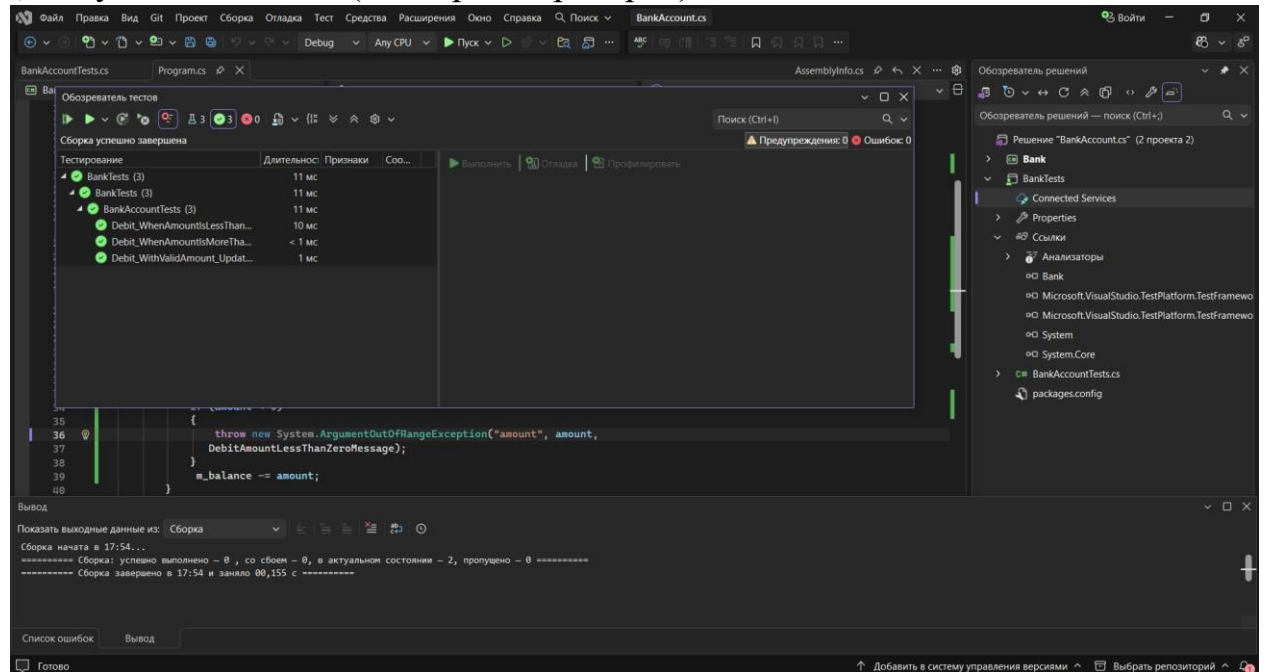 Файл Правка Вид Git Проект Сборка Отладка Тест Средства Расширения Окно Справка Поиск BankAccount.cs Войти
Debug Any CPU Пуск
BankAccountTests.cs Program.cs AssemblyInfo.cs
Обозреватель тестов
3 3 0 Поиск (Ctrl+I)
Сборка успешно завершена Предупреждения: 0 Ошибок: 0
Тестирование Длительнос Признаки Соо...
Выполнить Отладка Профилировать
BankTests (3) 11 мс
BankTests (3) 11 мс
BankAccountTests (3) 11 мс
Debit_WhenAmountIsLessThan... 10 мс
Debit_WhenAmountIsMoreTha... < 1 мс
Debit_WithValidAmount_Updat... 1 мс
35 {
36 throw new System.ArgumentOutOfRangeException("amount", amount,
37 DebitAmountLessThanZeroMessage);
38 }
39 m_balance -= amount;
40 }
Обозреватель решений
Обозреватель решений — поиск (Ctrl+;)
Решение "BankAccount.cs" (2 проекта 2)
Bank
BankTests
Connected Services
Properties
Ссылки
Анализаторы
Bank
Microsoft.VisualStudio.TestPlatform.TestFramewo
Microsoft.VisualStudio.TestPlatform.TestFramewo
System
System.Core
C# BankAccountTests.cs
packages.config
Вывод
Показать выходные данные из: Сборка
Сборка начата в 17:54...
========== Сборка: успешно выполнено — 0 , со сбоем — 0, в актуальном состоянии — 2, пропущено — 0 ==========
========== Сборка завершено в 17:54 и заняло 00,155 с ==========
Список ошибок Вывод
Готово Добавить в систему управления версиями Выбрать репозиторий